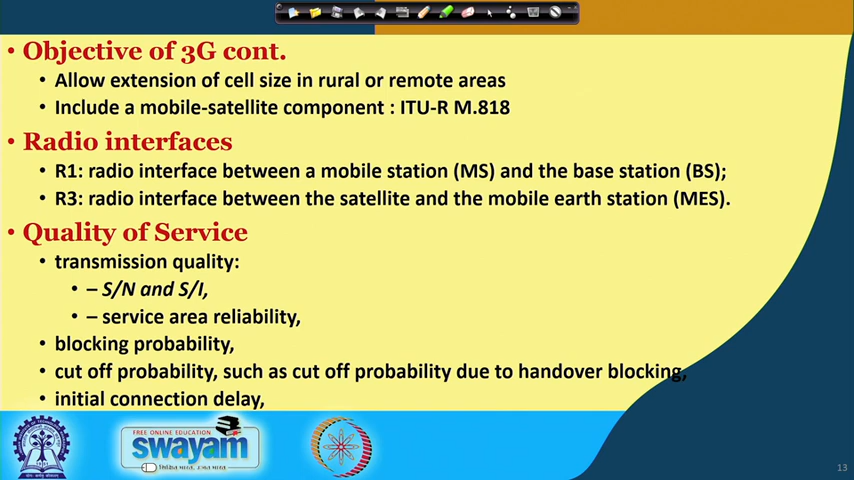 • Objective of 3G cont.
• Allow extension of cell size in rural or remote areas
• Include a mobile-satellite component : ITU-R M.818
• Radio interfaces
• R1: radio interface between a mobile station (MS) and the base station (BS);
• R3: radio interface between the satellite and the mobile earth station (MES).
• Quality of Service
• transmission quality:
• – S/N and S/I,
• – service area reliability,
• blocking probability,
• cut off probability, such as cut off probability due to handover blocking,
• initial connection delay,
FREE ONLINE EDUCATION
swayam
13